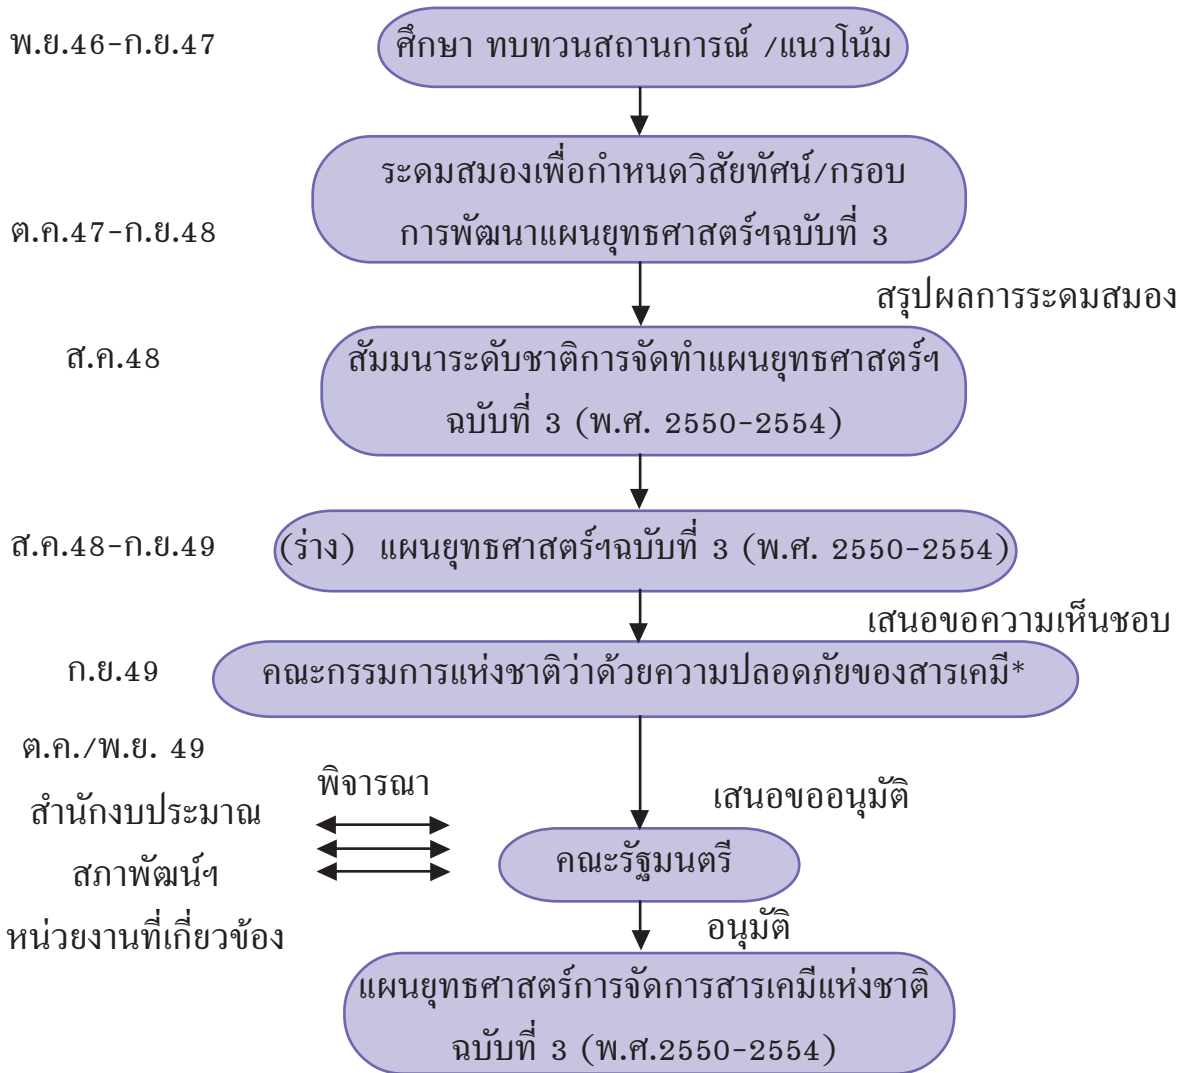 พ.ย.46-ก.ย.47
ศึกษา ทบทวนสถานการณ์ /แนวโน้ม
ระดมสมองเพื่อกำหนดวิสัยทัศน์/กรอบ
ต.ค.47-ก.ย.48
การพัฒนาแผนยุทธศาสตร์ฯฉบับที่ 3
สรุปผลการระดมสมอง
ส.ค.48
สัมมนาระดับชาติการจัดทำแผนยุทธศาสตร์ฯ
ฉบับที่ 3 (พ.ศ. 2550-2554)
ส.ค.48-ก.ย.49
(ร่าง) แผนยุทธศาสตร์ฯฉบับที่ 3 (พ.ศ. 2550-2554)
เสนอขอความเห็นชอบ
ก.ย.49
คณะกรรมการแห่งชาติว่าด้วยความปลอดภัยของสารเคมี*
ต.ค./พ.ย. 49
พิจารณา
เสนอขออนุมัติ
สำนักงบประมาณ
คณะรัฐมนตรี
สภาพัฒน์ฯ
อนุมัติ
หน่วยงานที่เกี่ยวข้อง
แผนยุทธศาสตร์การจัดการสารเคมีแห่งชาติ
ฉบับที่ 3 (พ.ศ.2550-2554)